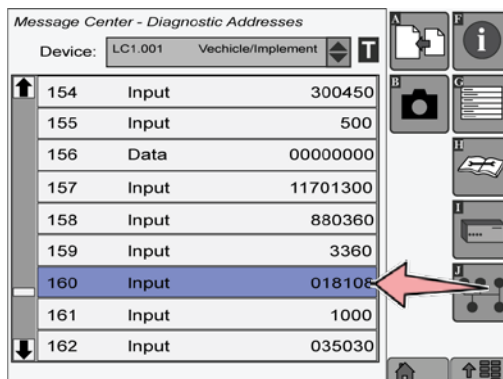 Message Center - Diagnostic Addresses
Device: LC1.001 Vechicle/Implement T
154 Input 300450
155 Input 500
156 Data 00000000
157 Input 11701300
158 Input 880360
159 Input 3360
160 Input 018108
161 Input 1000
162 Input 035030
A
F
i
B
G
H
I
J